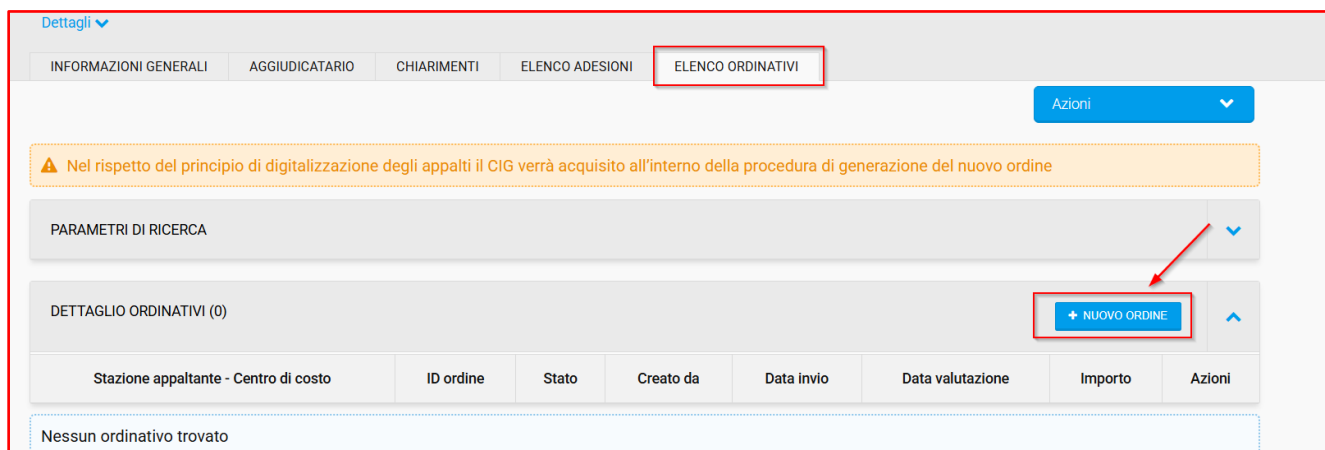 Dettagli
INFORMAZIONI GENERALI AGGIUDICATARIO CHIARIMENTI ELENCO ADESIONI ELENCO ORDINATIVI
Azioni
Nel rispetto del principio di digitalizzazione degli appalti il CIG verrà acquisito all'interno della procedura di generazione del nuovo ordine
PARAMETRI DI RICERCA
DETTAGLIO ORDINATIVI (0)
+ NUOVO ORDINE
Stazione appaltante - Centro di costo ID ordine Stato Creato da Data invio Data valutazione Importo Azioni
Nessun ordinativo trovato